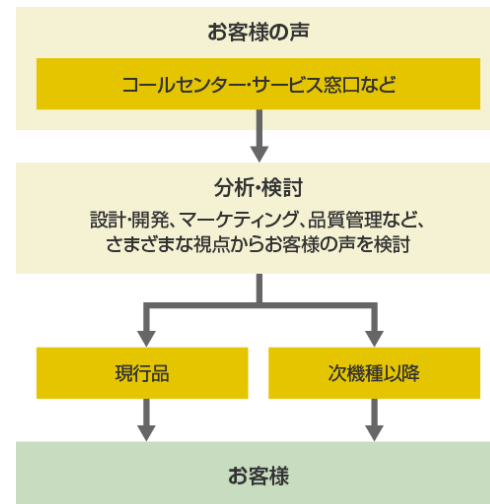 お客様の声
コールセンター・サービス窓口など
分析・検討
設計・開発、マーケティング、品質管理など、
さまざまな視点からお客様の声を検討
現行品
次機種以降
お客様